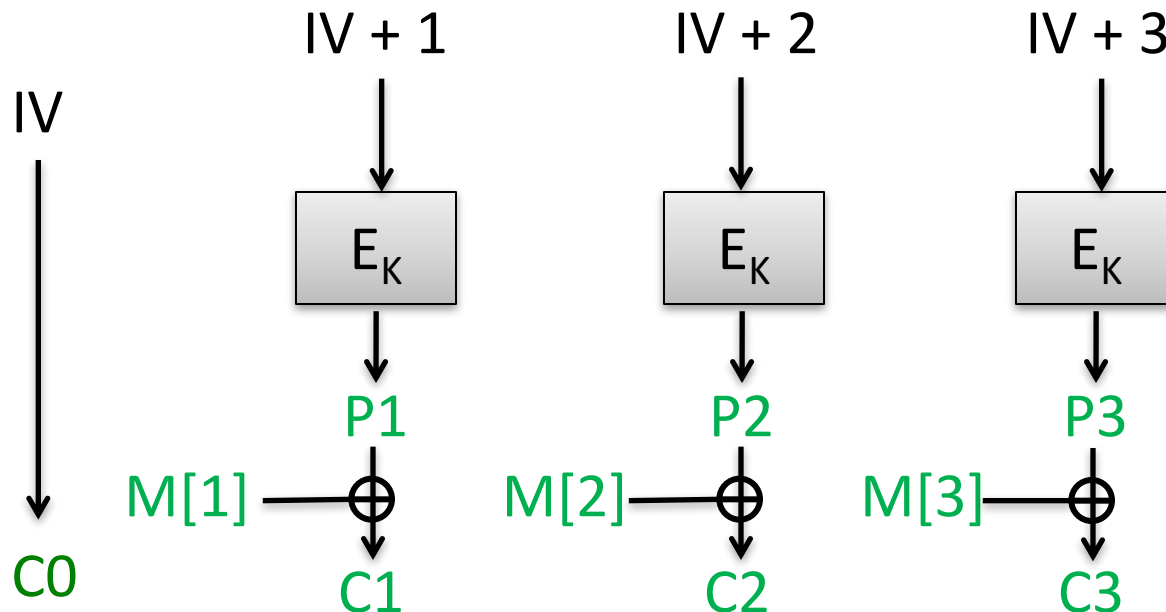 IV + 1 IV + 2 IV + 3
IV
E_K E_K E_K
P1 P2 P3
M[1] M[2] M[3]
C0 C1 C2 C3